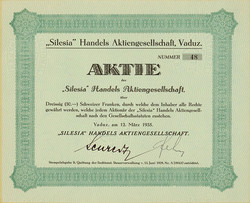 „Silesia" Handels Aktiengesellschaft, Vaduz.
NUMMER 48
AKTIE
der
„Silesia" Handels Aktiengesellschaft,
über
Dreissig (30.—) Schweizer Franken, durch welche dem Inhaber alle Rechte
gewährt werden, welche jedem Aktionär der "Silesia" Handels Aktiengesell-
schaft nach den Gesellschaftsstatuten zustehen.
Vaduz, am 12. März 1935.
"SILESIA" HANDELS AKTIENGESELLSCHAFT.